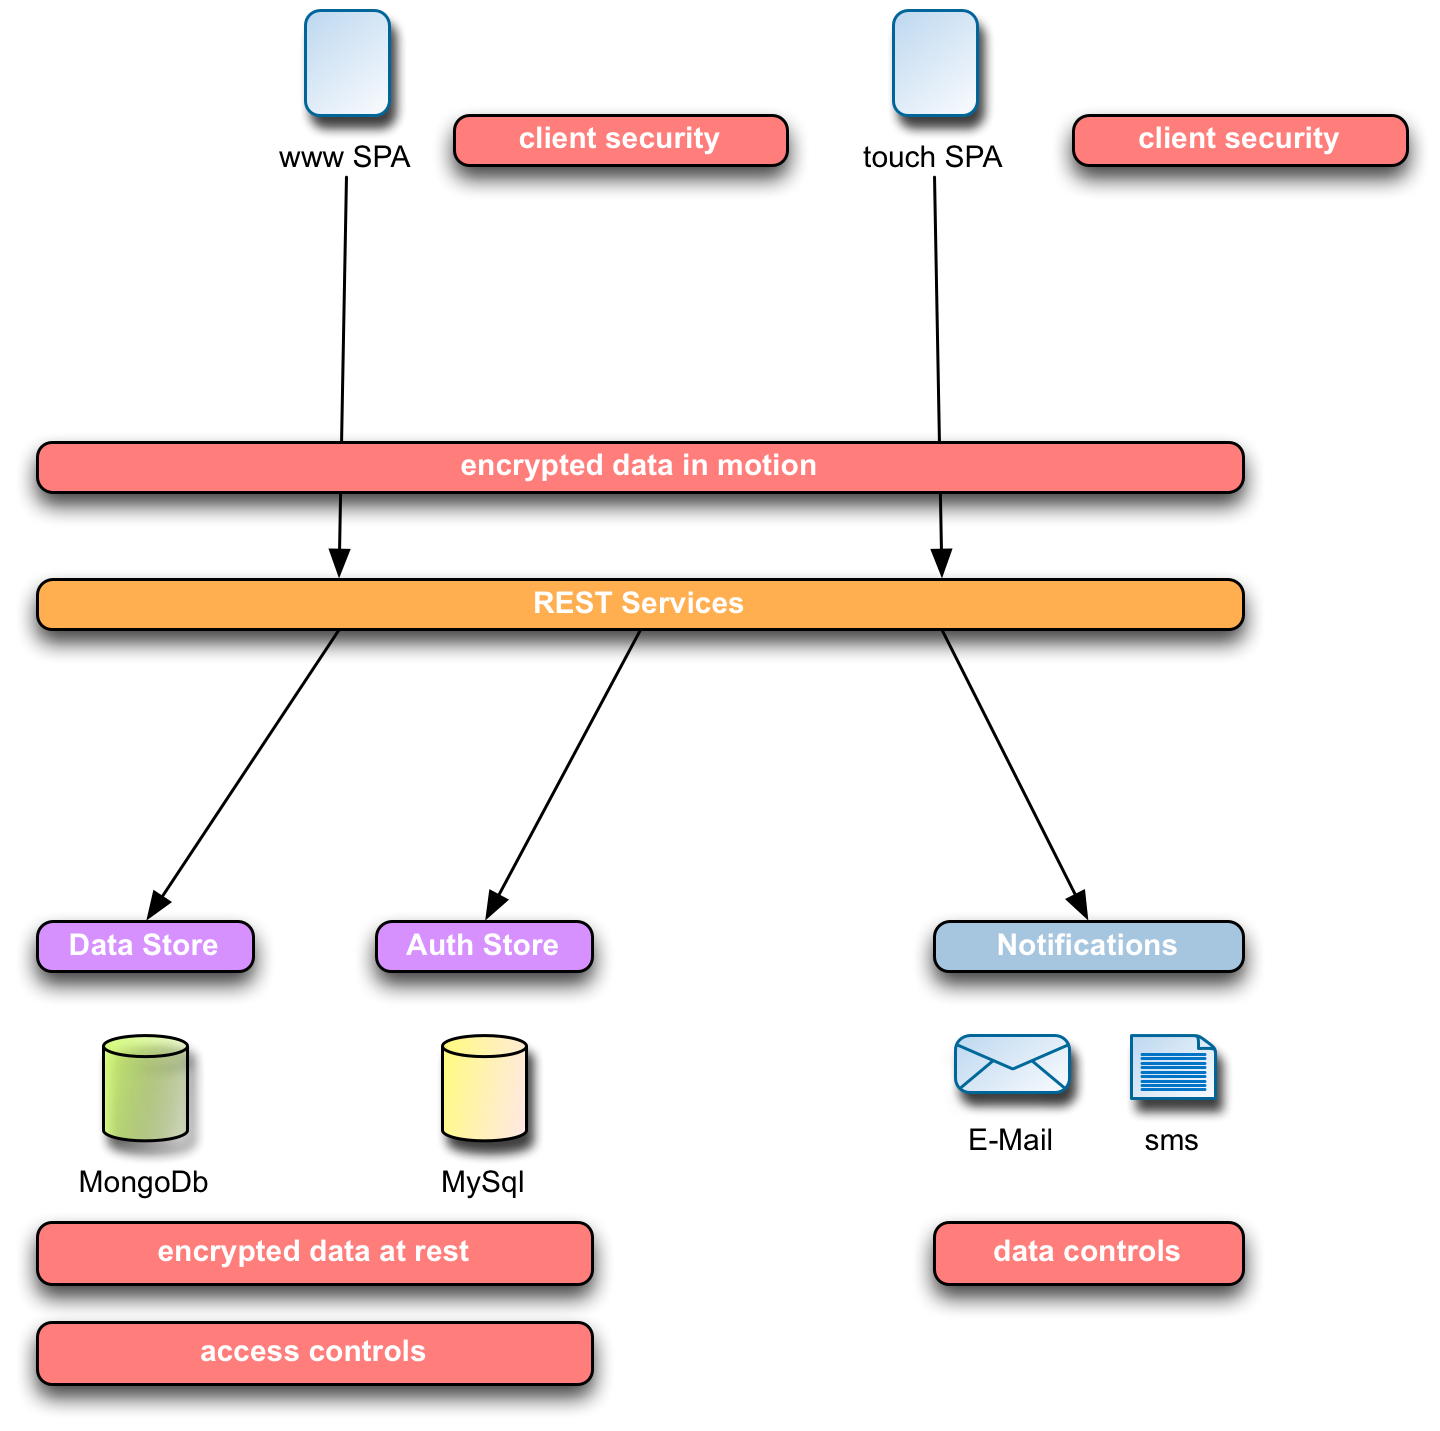 client security
client security
www SPA
touch SPA
encrypted data in motion
REST Services
Data Store
Auth Store
Notifications
E-Mail
sms
MongoDb
MySql
encrypted data at rest
data controls
access controls